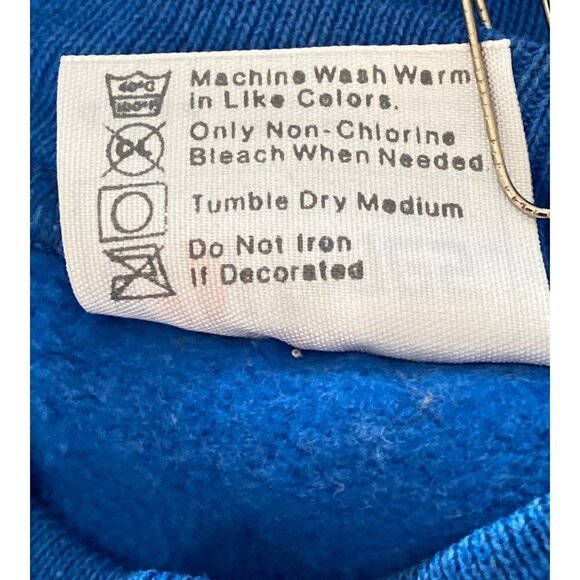 40°C
100°F
Machine Wash Warm
in Like Colors.
Only Non-Chlorine
Bleach When Needed
Tumble Dry Medium
Do Not Iron
If Decorated